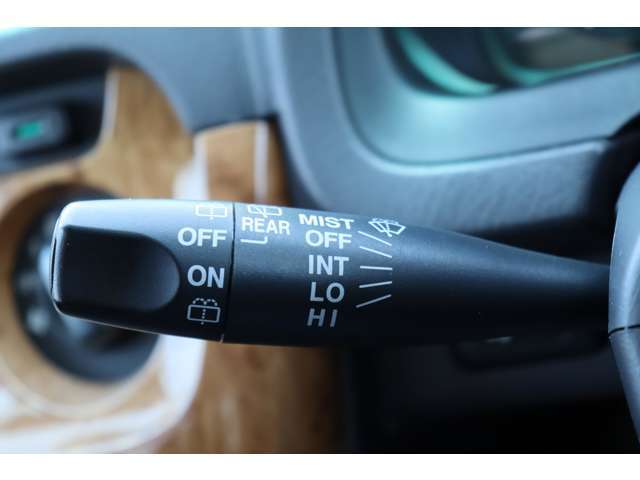 OFF
ON
REAR
MIST
OFF
INT
LO
HI